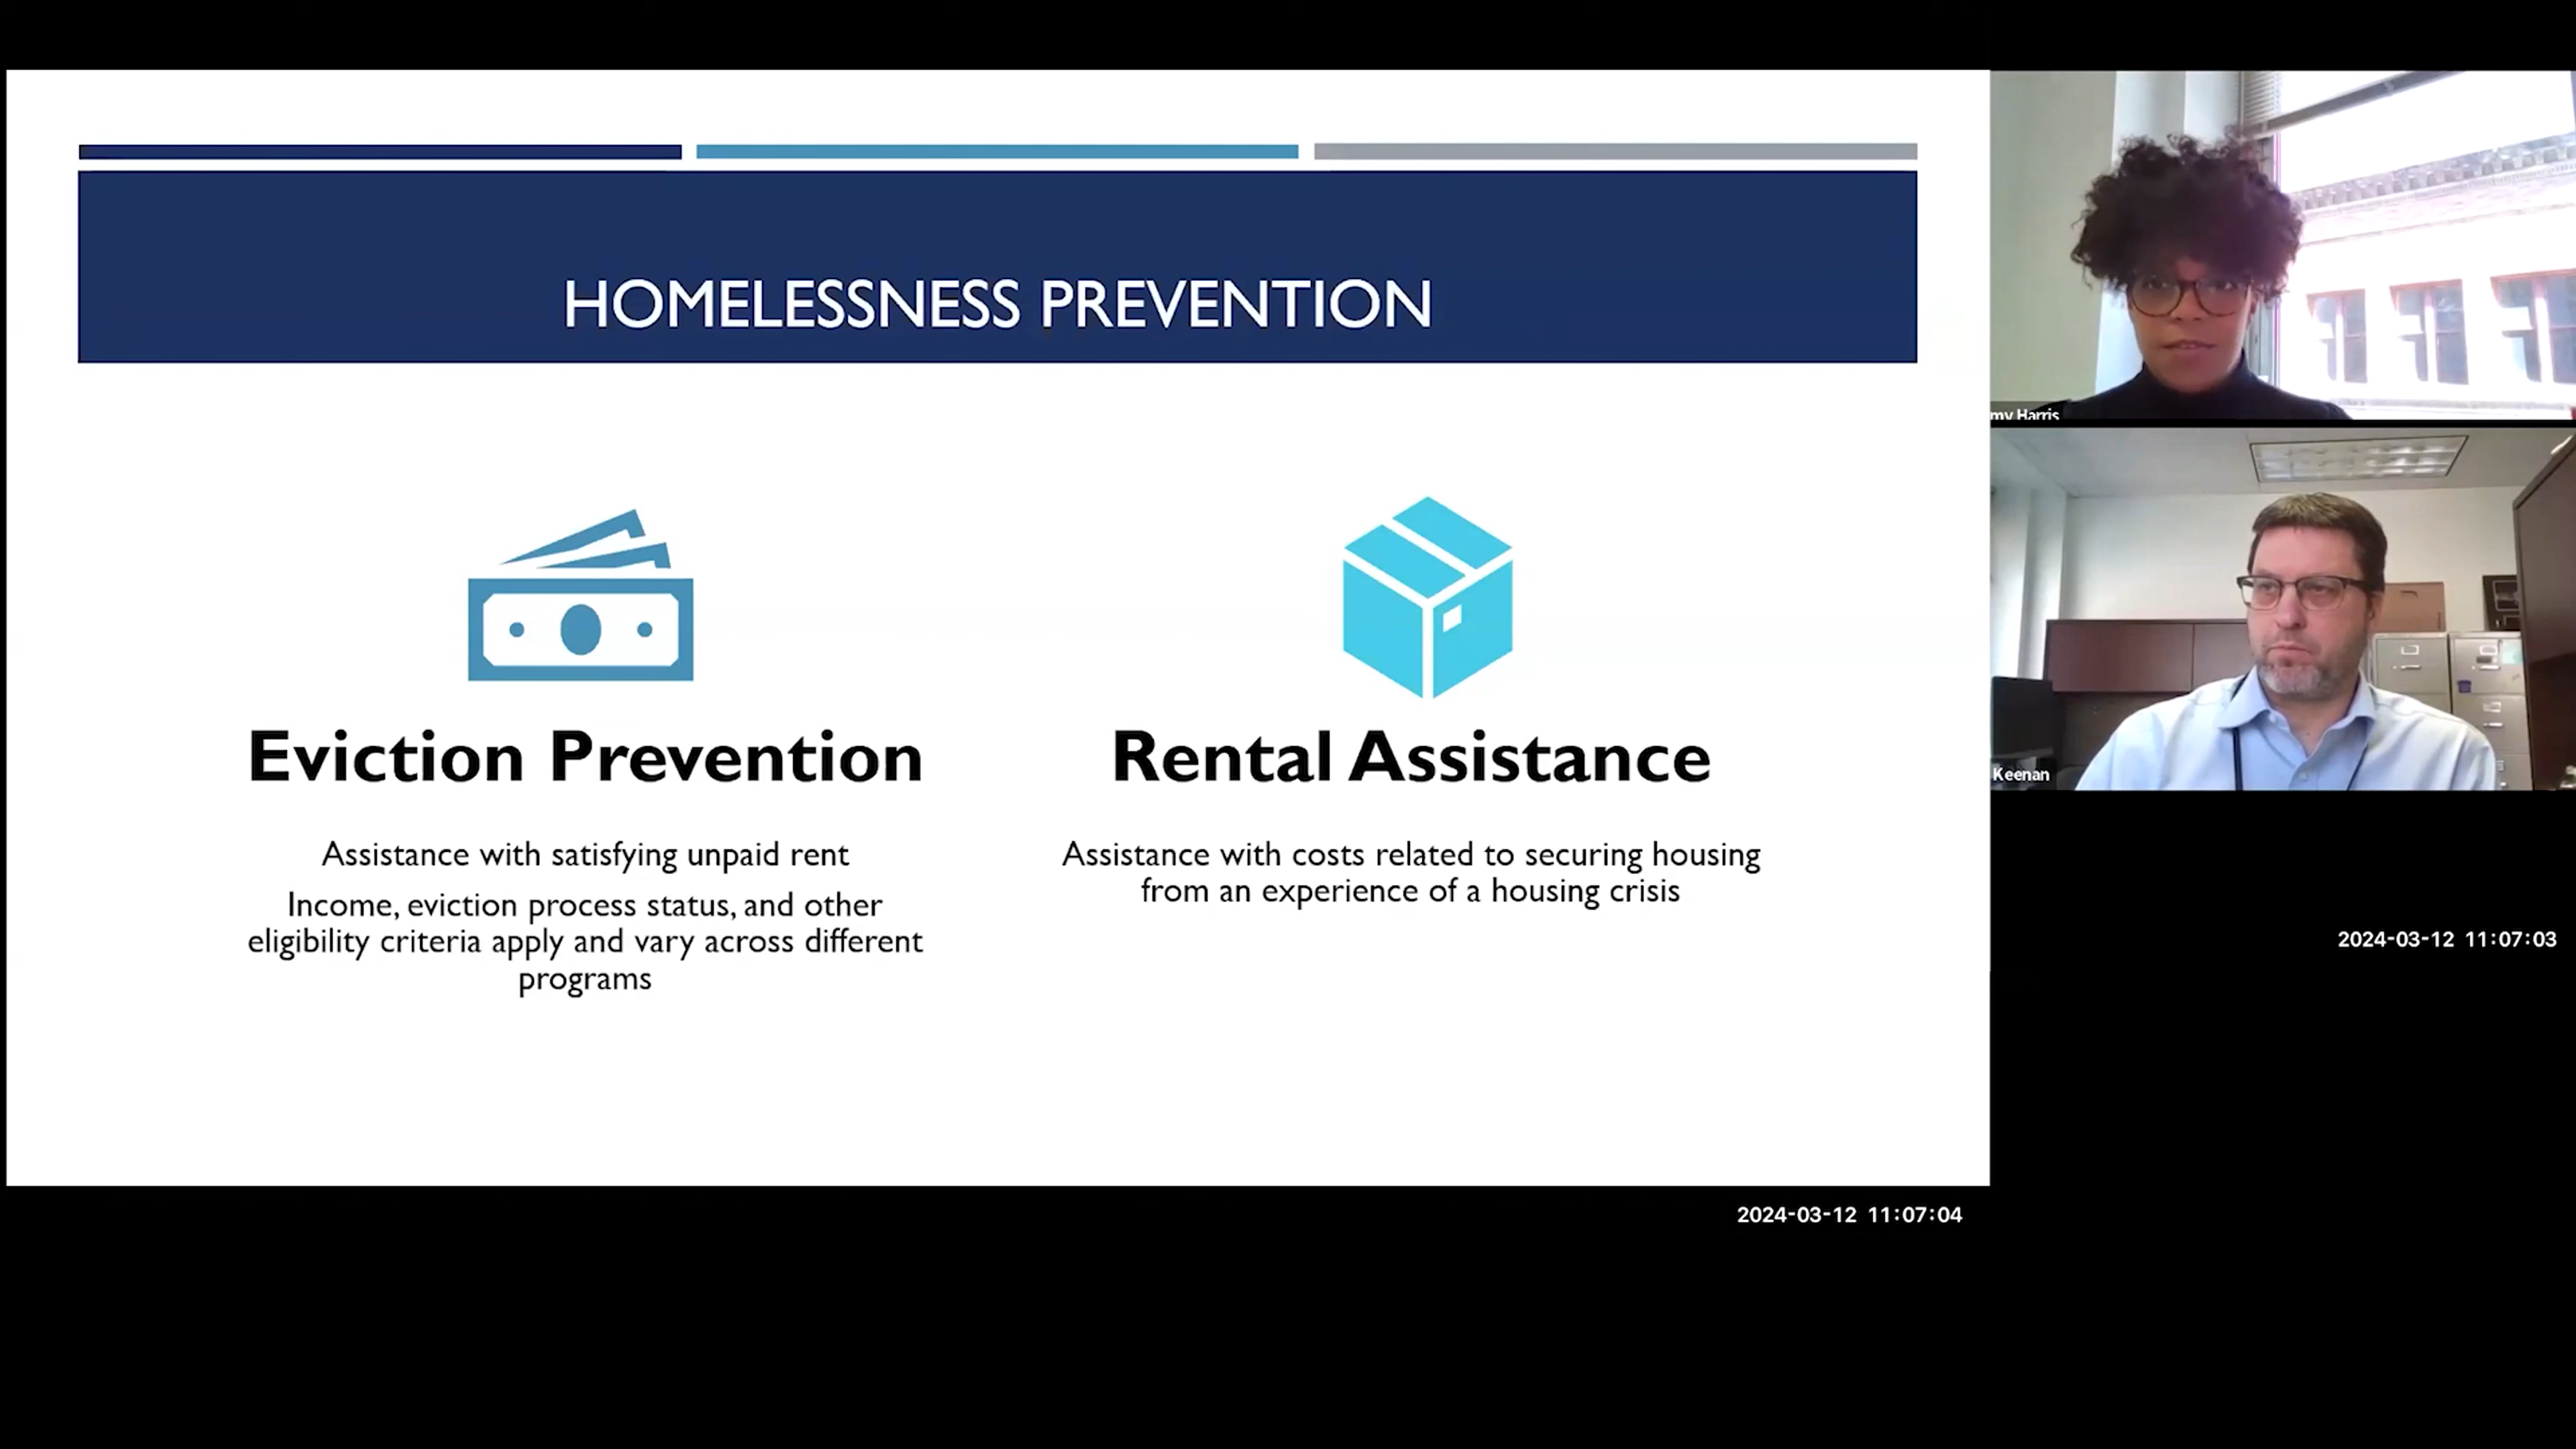 HOMELESSNESS PREVENTION
Eviction Prevention
Assistance with satisfying unpaid rent
Income, eviction process status, and other
eligibility criteria apply and vary across different
programs
Rental Assistance
Assistance with costs related to securing housing
from an experience of a housing crisis
my Harris
Keenan
2024-03-12 11:07:03
2024-03-12 11:07:04